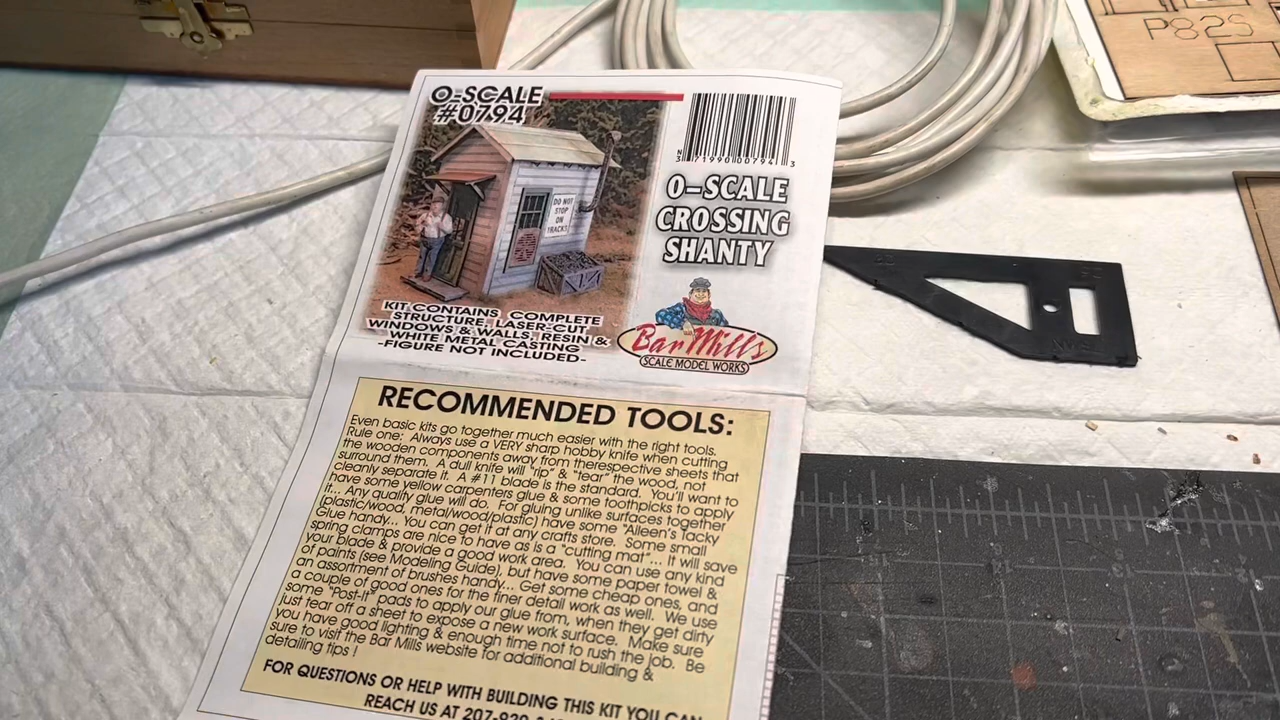 O-SCALE
#0794
DO NOT
STOP
ON
TRACKS
KIT CONTAINS COMPLETE
STRUCTURE, LASER-CUT
WINDOWS & WALLS, RESIN &
WHITE METAL CASTING
-FIGURE NOT INCLUDED-
3 71990 00794 3
O-SCALE
CROSSING
SHANTY
Bar Mills
SCALE MODEL WORKS
P82S
RECOMMENDED TOOLS:
Even basic kits go together much easier with the right tools.
Rule one: Always use a VERY sharp hobby knife when cutting
the wooden components away from therespective sheets that
surround them. A dull knife will "rip" & "tear" the wood, not
cleanly separate it. A #11 blade is the standard. You'll want to
have some yellow carpenters glue & some toothpicks to apply
it... Any quality glue will do. For gluing unlike surfaces together
(plastic/wood, metal/wood/plastic) have some "Aileen's Tacky
Glue handy... You can get it at any crafts store. Some small
spring clamps are nice to have as is a "cutting mat"... It will save
your blade & provide a good work area. You can use any kind
of paints (see Modeling Guide), but have some paper towel &
an assortment of brushes handy... Get some cheap ones, and
a couple of good ones for the finer detail work as well. We use
some "Post-It" pads to apply our glue from, when they get dirty
just tear off a sheet to expose a new work surface. Make sure
you have good lighting & enough time not to rush the job. Be
sure to visit the Bar Mills website for additional building &
detailing tips !
FOR QUESTIONS OR HELP WITH BUILDING THIS KIT YOU CAN
REACH US AT 207-929-